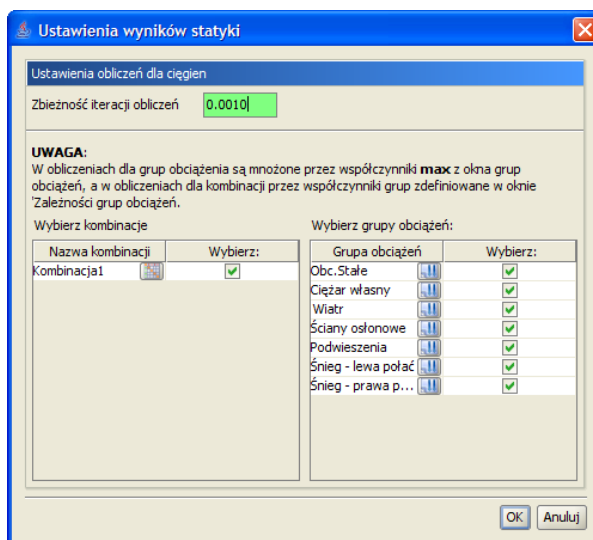 Ustawienia wyników statyki
Ustawienia obliczeń dla cięgien
Zbieżność iteracji obliczeń 0.0010
UWAGA:
W obliczeniach dla grup obciążenia są mnożone przez współczynniki max z okna grup
obciążeń, a w obliczeniach dla kombinacji przez współczynniki grup zdefiniowane w oknie
'Zależności grup obciążeń.
Wybierz kombinacje
Nazwa kombinacji Wybierz:
Kombinacja1
Wybierz grupy obciążeń:
Grupa obciążeń Wybierz:
Obc.Stałe
Ciężar własny
Wiatr
Ściany osłonowe
Podwieszenia
Śnieg - lewa połać
Śnieg - prawa p...
OK Anuluj